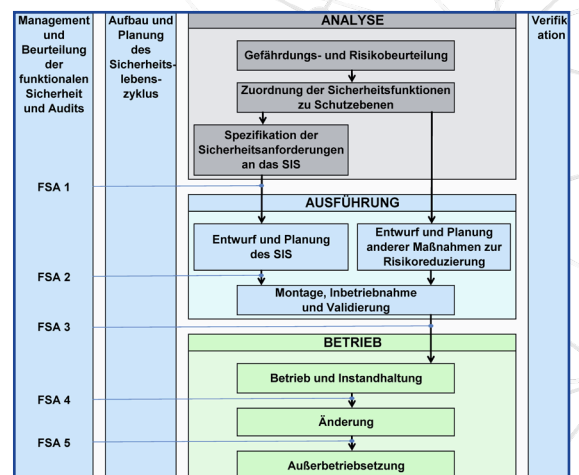 Management
und
Beurteilung
der
funktionalen
Sicherheit
und Audits
Aufbau und
Planung
des
Sicherheits-
lebens-
zyklus
ANALYSE
Gefährdungs- und Risikobeurteilung
Zuordnung der Sicherheitsfunktionen
zu Schutzebenen
Spezifikation der
Sicherheitsanforderungen
an das SIS
Verifik
ation
FSA 1
AUSFÜHRUNG
Entwurf und Planung
des SIS
Entwurf und Planung
anderer Maßnahmen zur
Risikoreduzierung
FSA 2
Montage, Inbetriebnahme
und Validierung
FSA 3
BETRIEB
Betrieb und Instandhaltung
FSA 4
Änderung
FSA 5
Außerbetriebsetzung